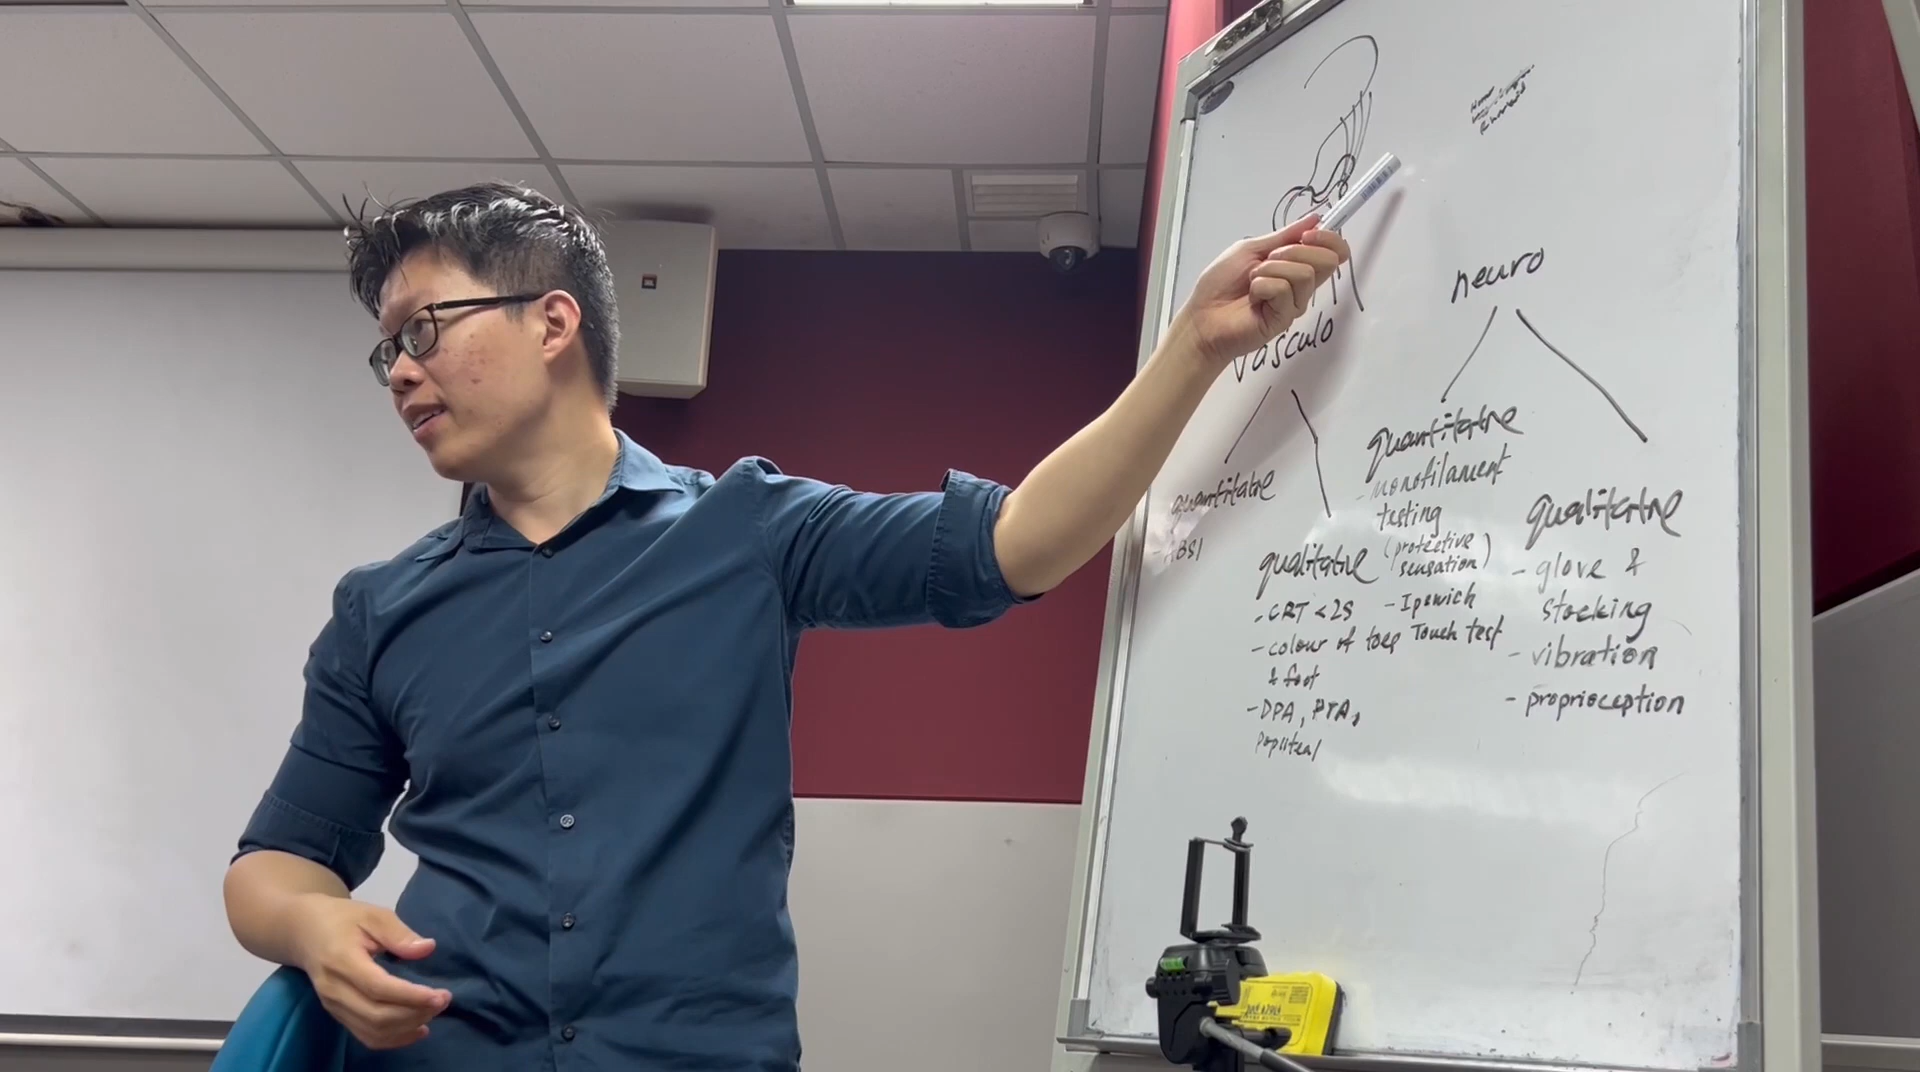 neuro
vasculo
quantitative
quantitative
monofilament
testing
(protective
sensation)
- Ipswich
Touch test
qualitative
- CRT <2s
- colour of toes
& foot
- DPA, PTA,
popliteal
qualitative
- glove &
stocking
- vibration
- proprioception